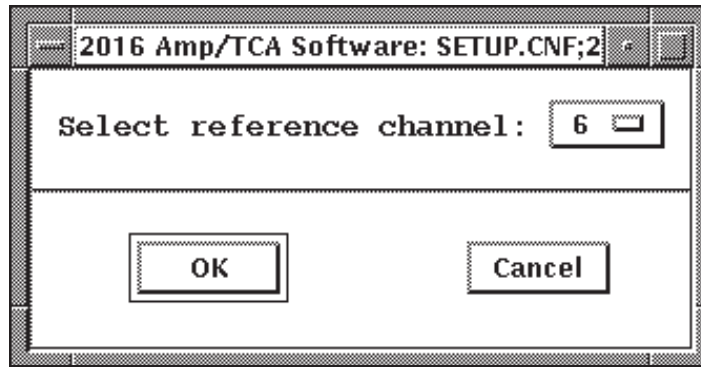 2016 Amp/TCA Software: SETUP.CNF;2
Select reference channel: 6
OK Cancel